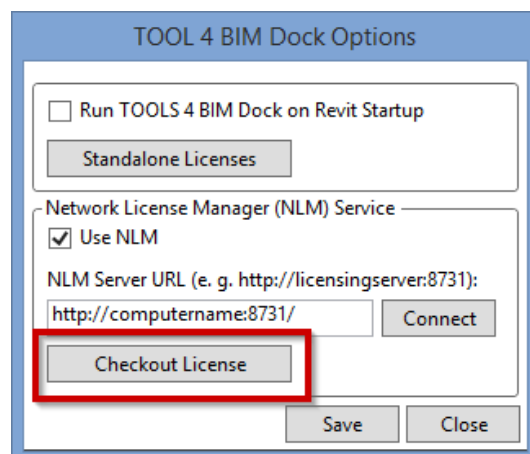 TOOL 4 BIM Dock Options
Run TOOLS 4 BIM Dock on Revit Startup
Standalone Licenses
Network License Manager (NLM) Service
Use NLM
NLM Server URL (e. g. http://licensingserver:8731):
http://computername:8731/ Connect
Checkout License
Save Close